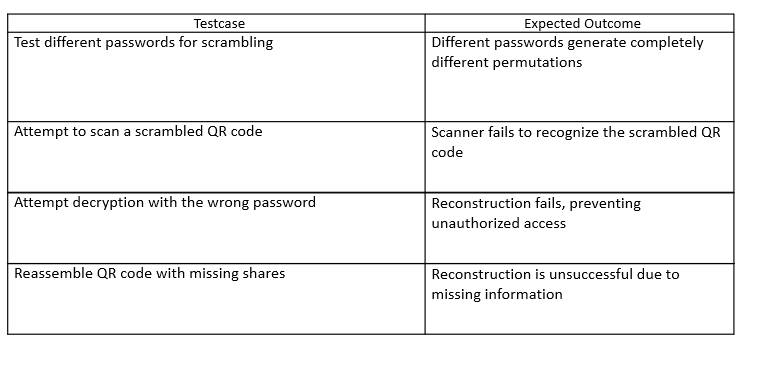 Testcase
Expected Outcome
Test different passwords for scrambling
Different passwords generate completely
different permutations
Attempt to scan a scrambled QR code
Scanner fails to recognize the scrambled QR
code
Attempt decryption with the wrong password
Reconstruction fails, preventing
unauthorized access
Reassemble QR code with missing shares
Reconstruction is unsuccessful due to
missing information